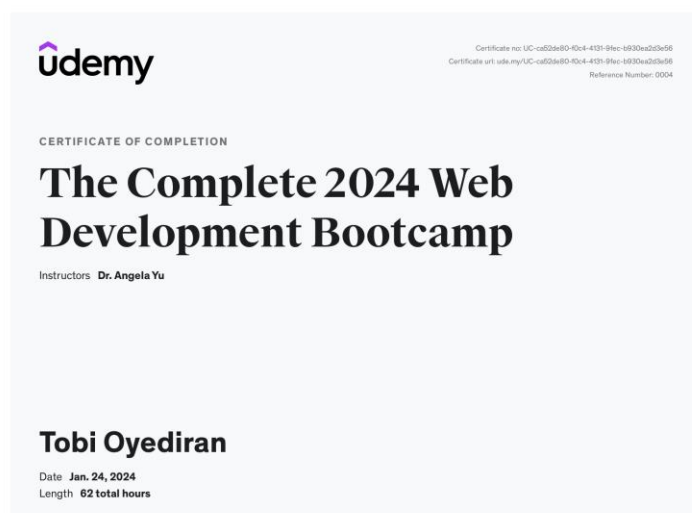 udemy
Certificate no: UC-ca52de80-f0c4-4131-9fec-b930ea2d3e56
Certificate url: ude.my/UC-ca52de80-f0c4-4131-9fec-b930ea2d3e56
Reference Number: 0004
CERTIFICATE OF COMPLETION
The Complete 2024 Web
Development Bootcamp
Instructors Dr. Angela Yu
Tobi Oyediran
Date Jan. 24, 2024
Length 62 total hours